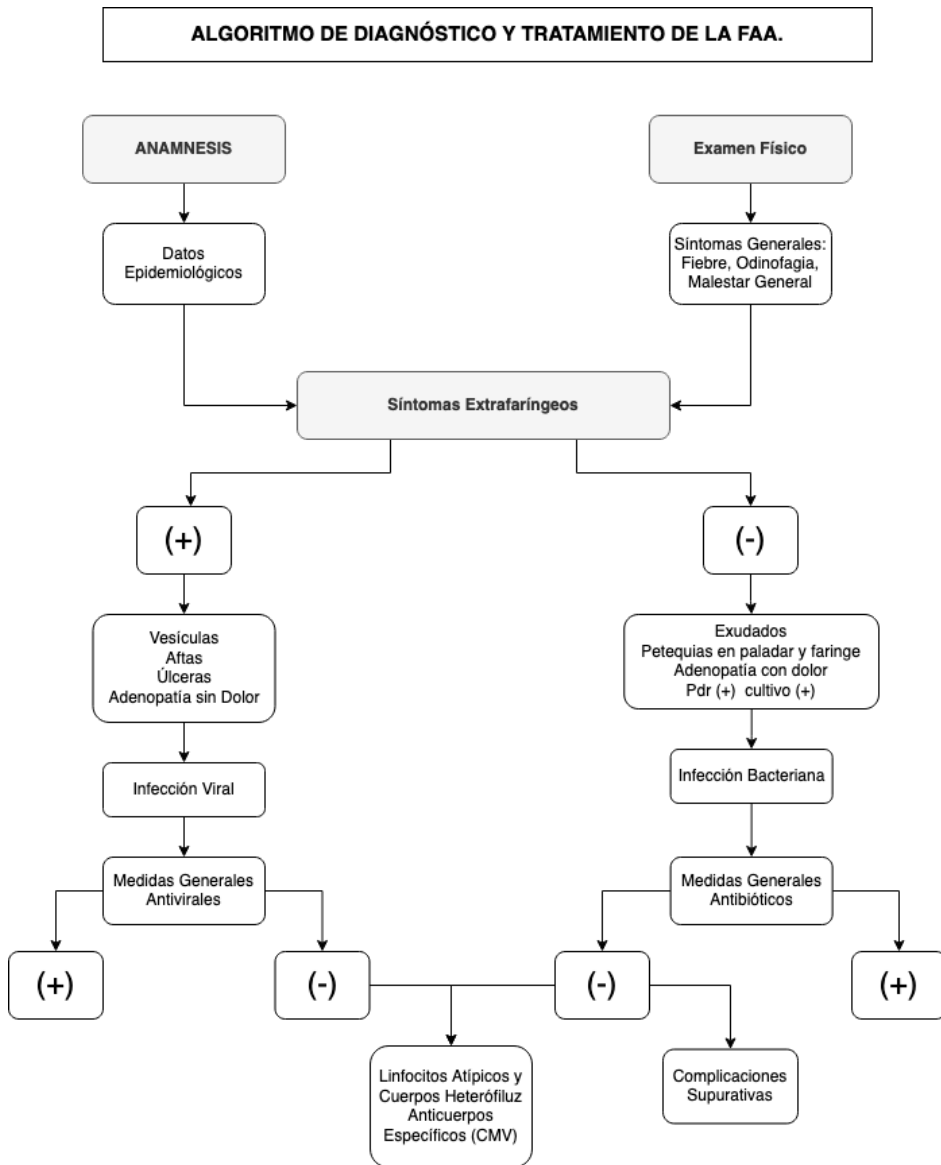 ALGORITMO DE DIAGNÓSTICO Y TRATAMIENTO DE LA FAA.
ANAMNESIS
Examen Físico
Datos
Epidemiológicos
Síntomas Generales:
Fiebre, Odinofagia,
Malestar General
Síntomas Extrafaríngeos
(+)
(-)
Vesículas
Aftas
Úlceras
Adenopatía sin Dolor
Exudados
Petequias en paladar y faringe
Adenopatía con dolor
Pdr (+) cultivo (+)
Infección Viral
Infección Bacteriana
Medidas Generales
Antivirales
Medidas Generales
Antibióticos
(+)
(-)
(-)
(+)
Linfocitos Atípicos y
Cuerpos Heterófiluz
Anticuerpos
Específicos (CMV)
Complicaciones
Supurativas